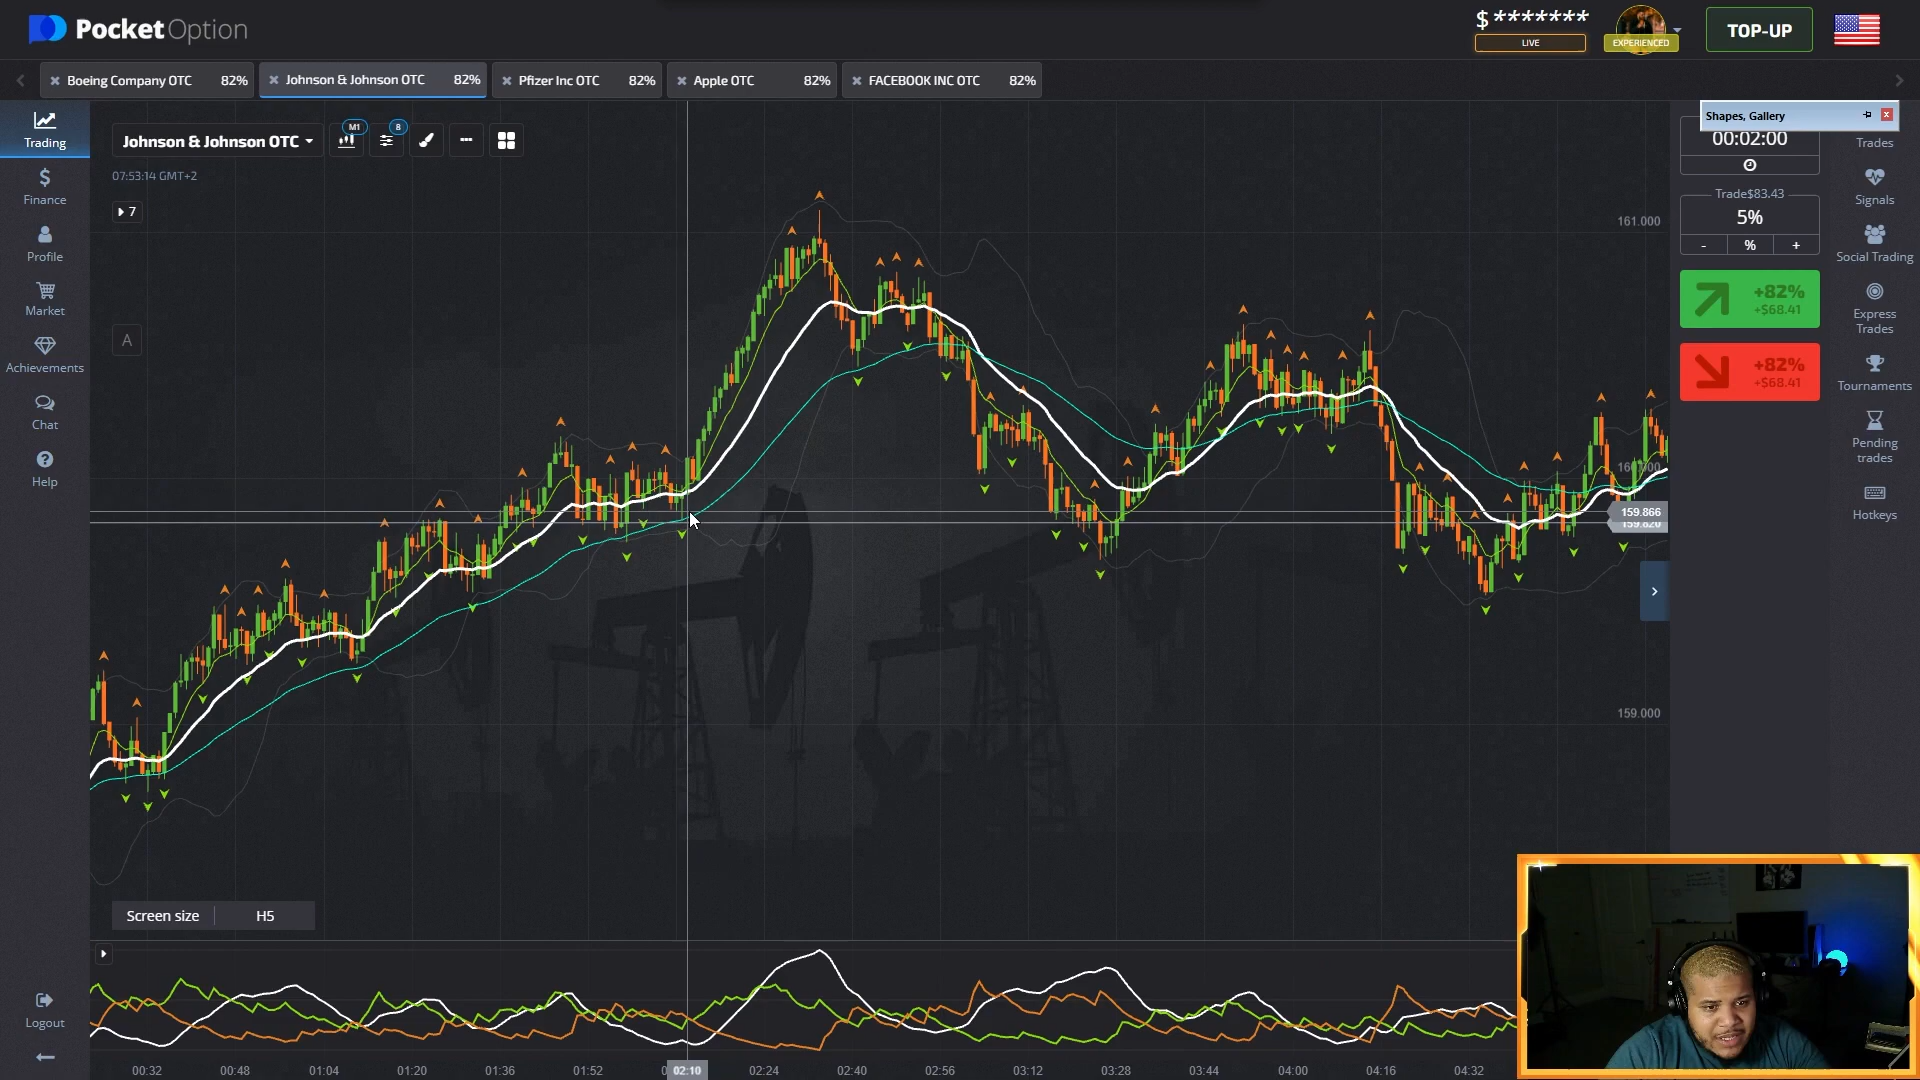 PocketOption
$ *******
LIVE
EXPERIENCED
TOP-UP
Boeing Company OTC 82%
Johnson & Johnson OTC 82%
Pfizer Inc OTC 82%
Apple OTC 82%
FACEBOOK INC OTC 82%
Trading
Finance
Profile
Market
Achievements
Chat
Help
Logout
Johnson & Johnson OTC
M1
8
07:53:14 GMT+2
7
A
161.000
160.000
159.866
159.820
159.000
Screen size H5
Shapes, Gallery
00:02:00
Trade$83.43
5%
- % +
+82%
+$68.41
+82%
+$68.41
Trades
Signals
Social Trading
Express
Trades
Tournaments
Pending
trades
Hotkeys
00:32 00:48 01:04 01:20 01:36 01:52 02:10 02:24 02:40 02:56 03:12 03:28 03:44 04:00 04:16 04:32